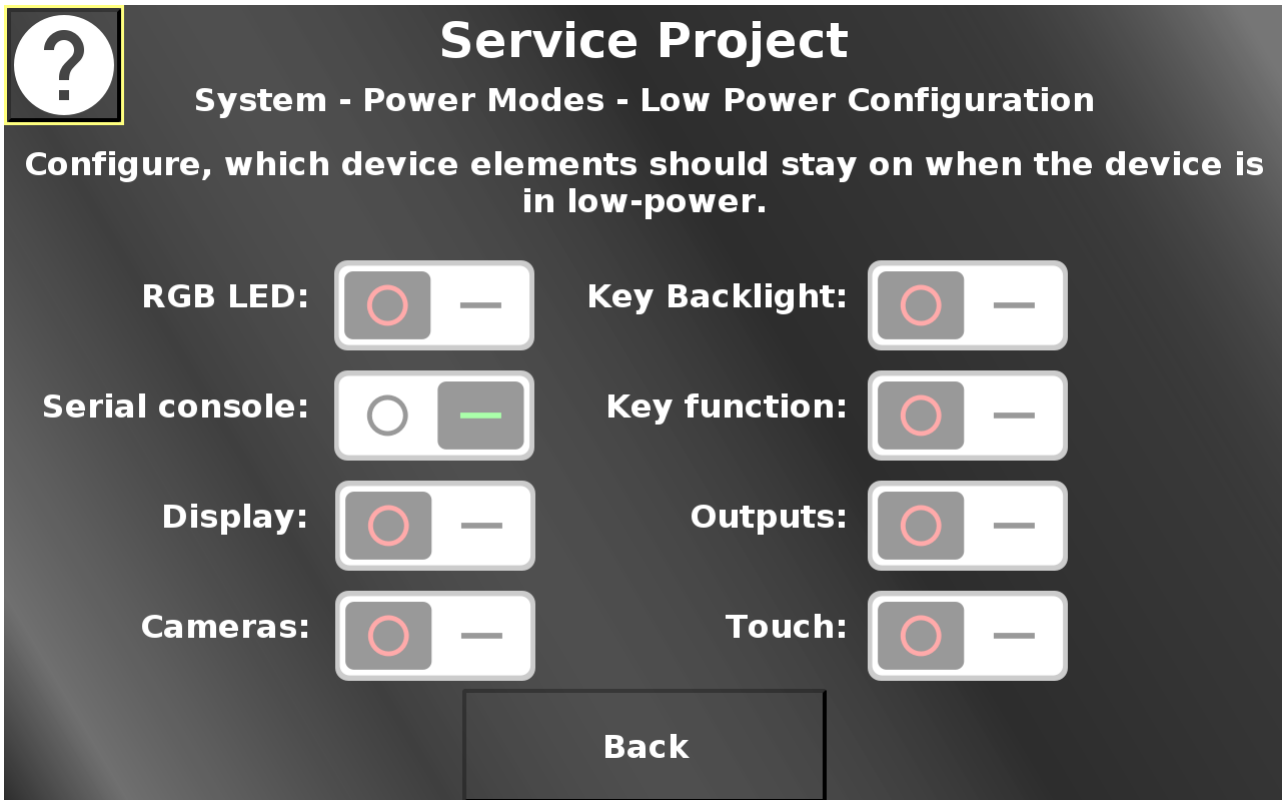 ?
Service Project
System - Power Modes - Low Power Configuration
Configure, which device elements should stay on when the device is
in low-power.
RGB LED:
Key Backlight:
Serial console:
Key function:
Display:
Outputs:
Cameras:
Touch:
Back